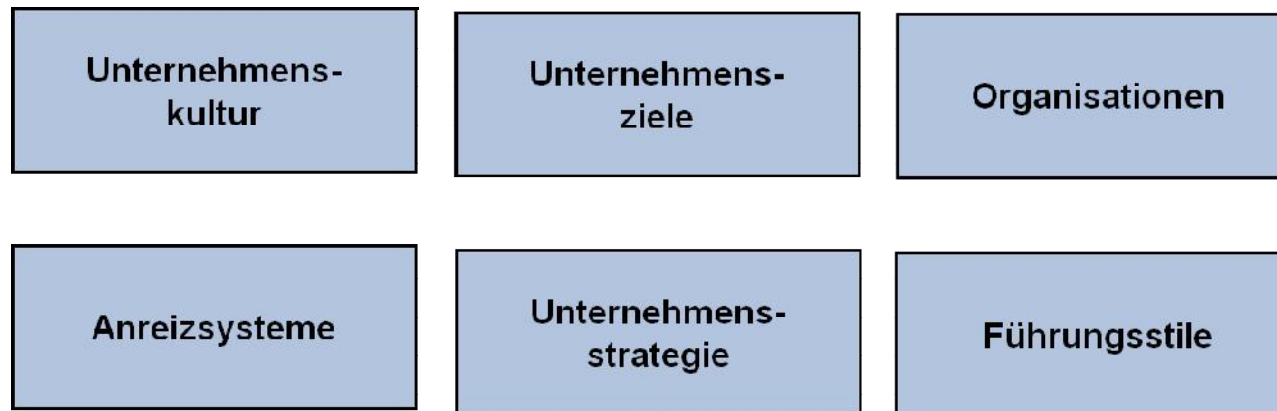 Unternehmens-
kultur
Unternehmens-
ziele
Organisationen
Anreizsysteme
Unternehmens-
strategie
Führungsstile